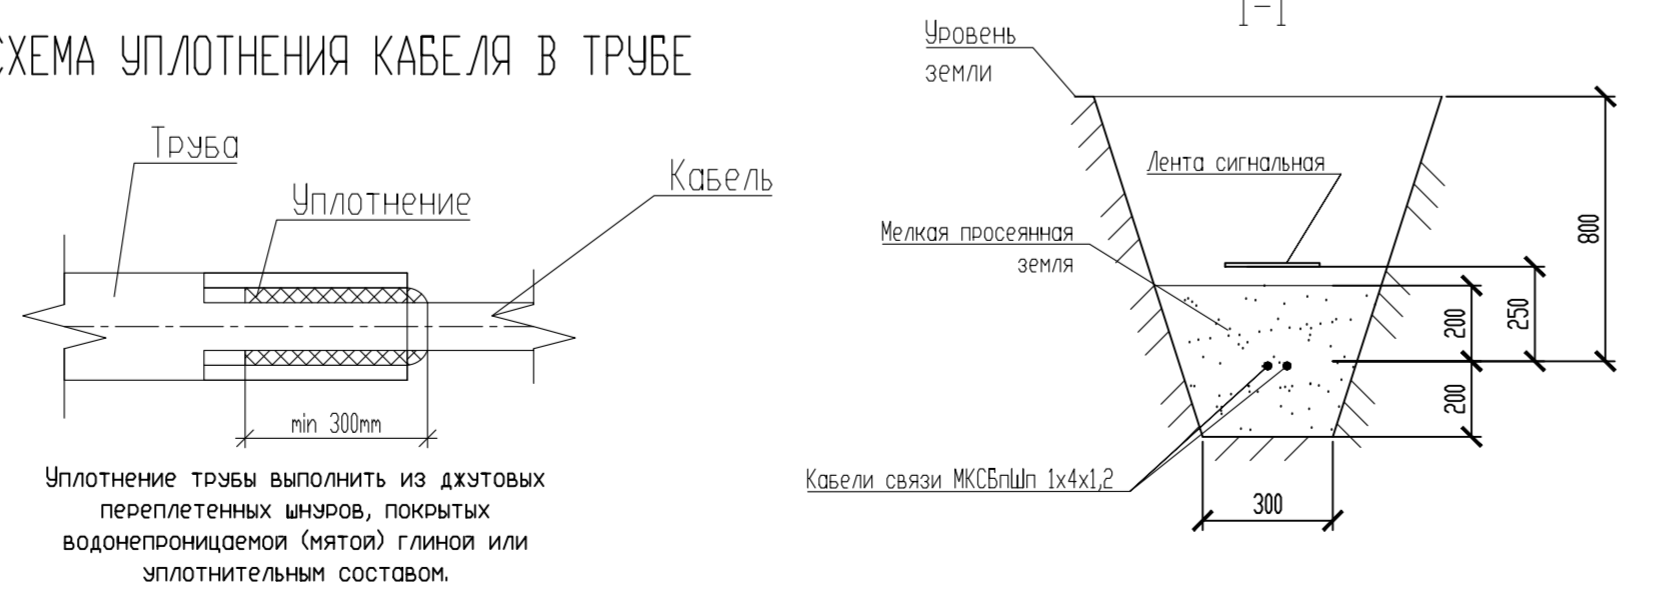 СХЕМА УПЛОТНЕНИЯ КАБЕЛЯ В ТРУБЕ
Труба
Уплотнение
Кабель
min 300mm
Уплотнение трубы выполнить из джутовых
переплетенных шнуров, покрытых
водонепроницаемой (мятой) глиной или
уплотнительным составом.
1-1
Уровень
земли
Лента сигнальная
Мелкая просеянная
земля
Кабели связи МКСБпШп 1х4х1,2
800
250
200
200
300